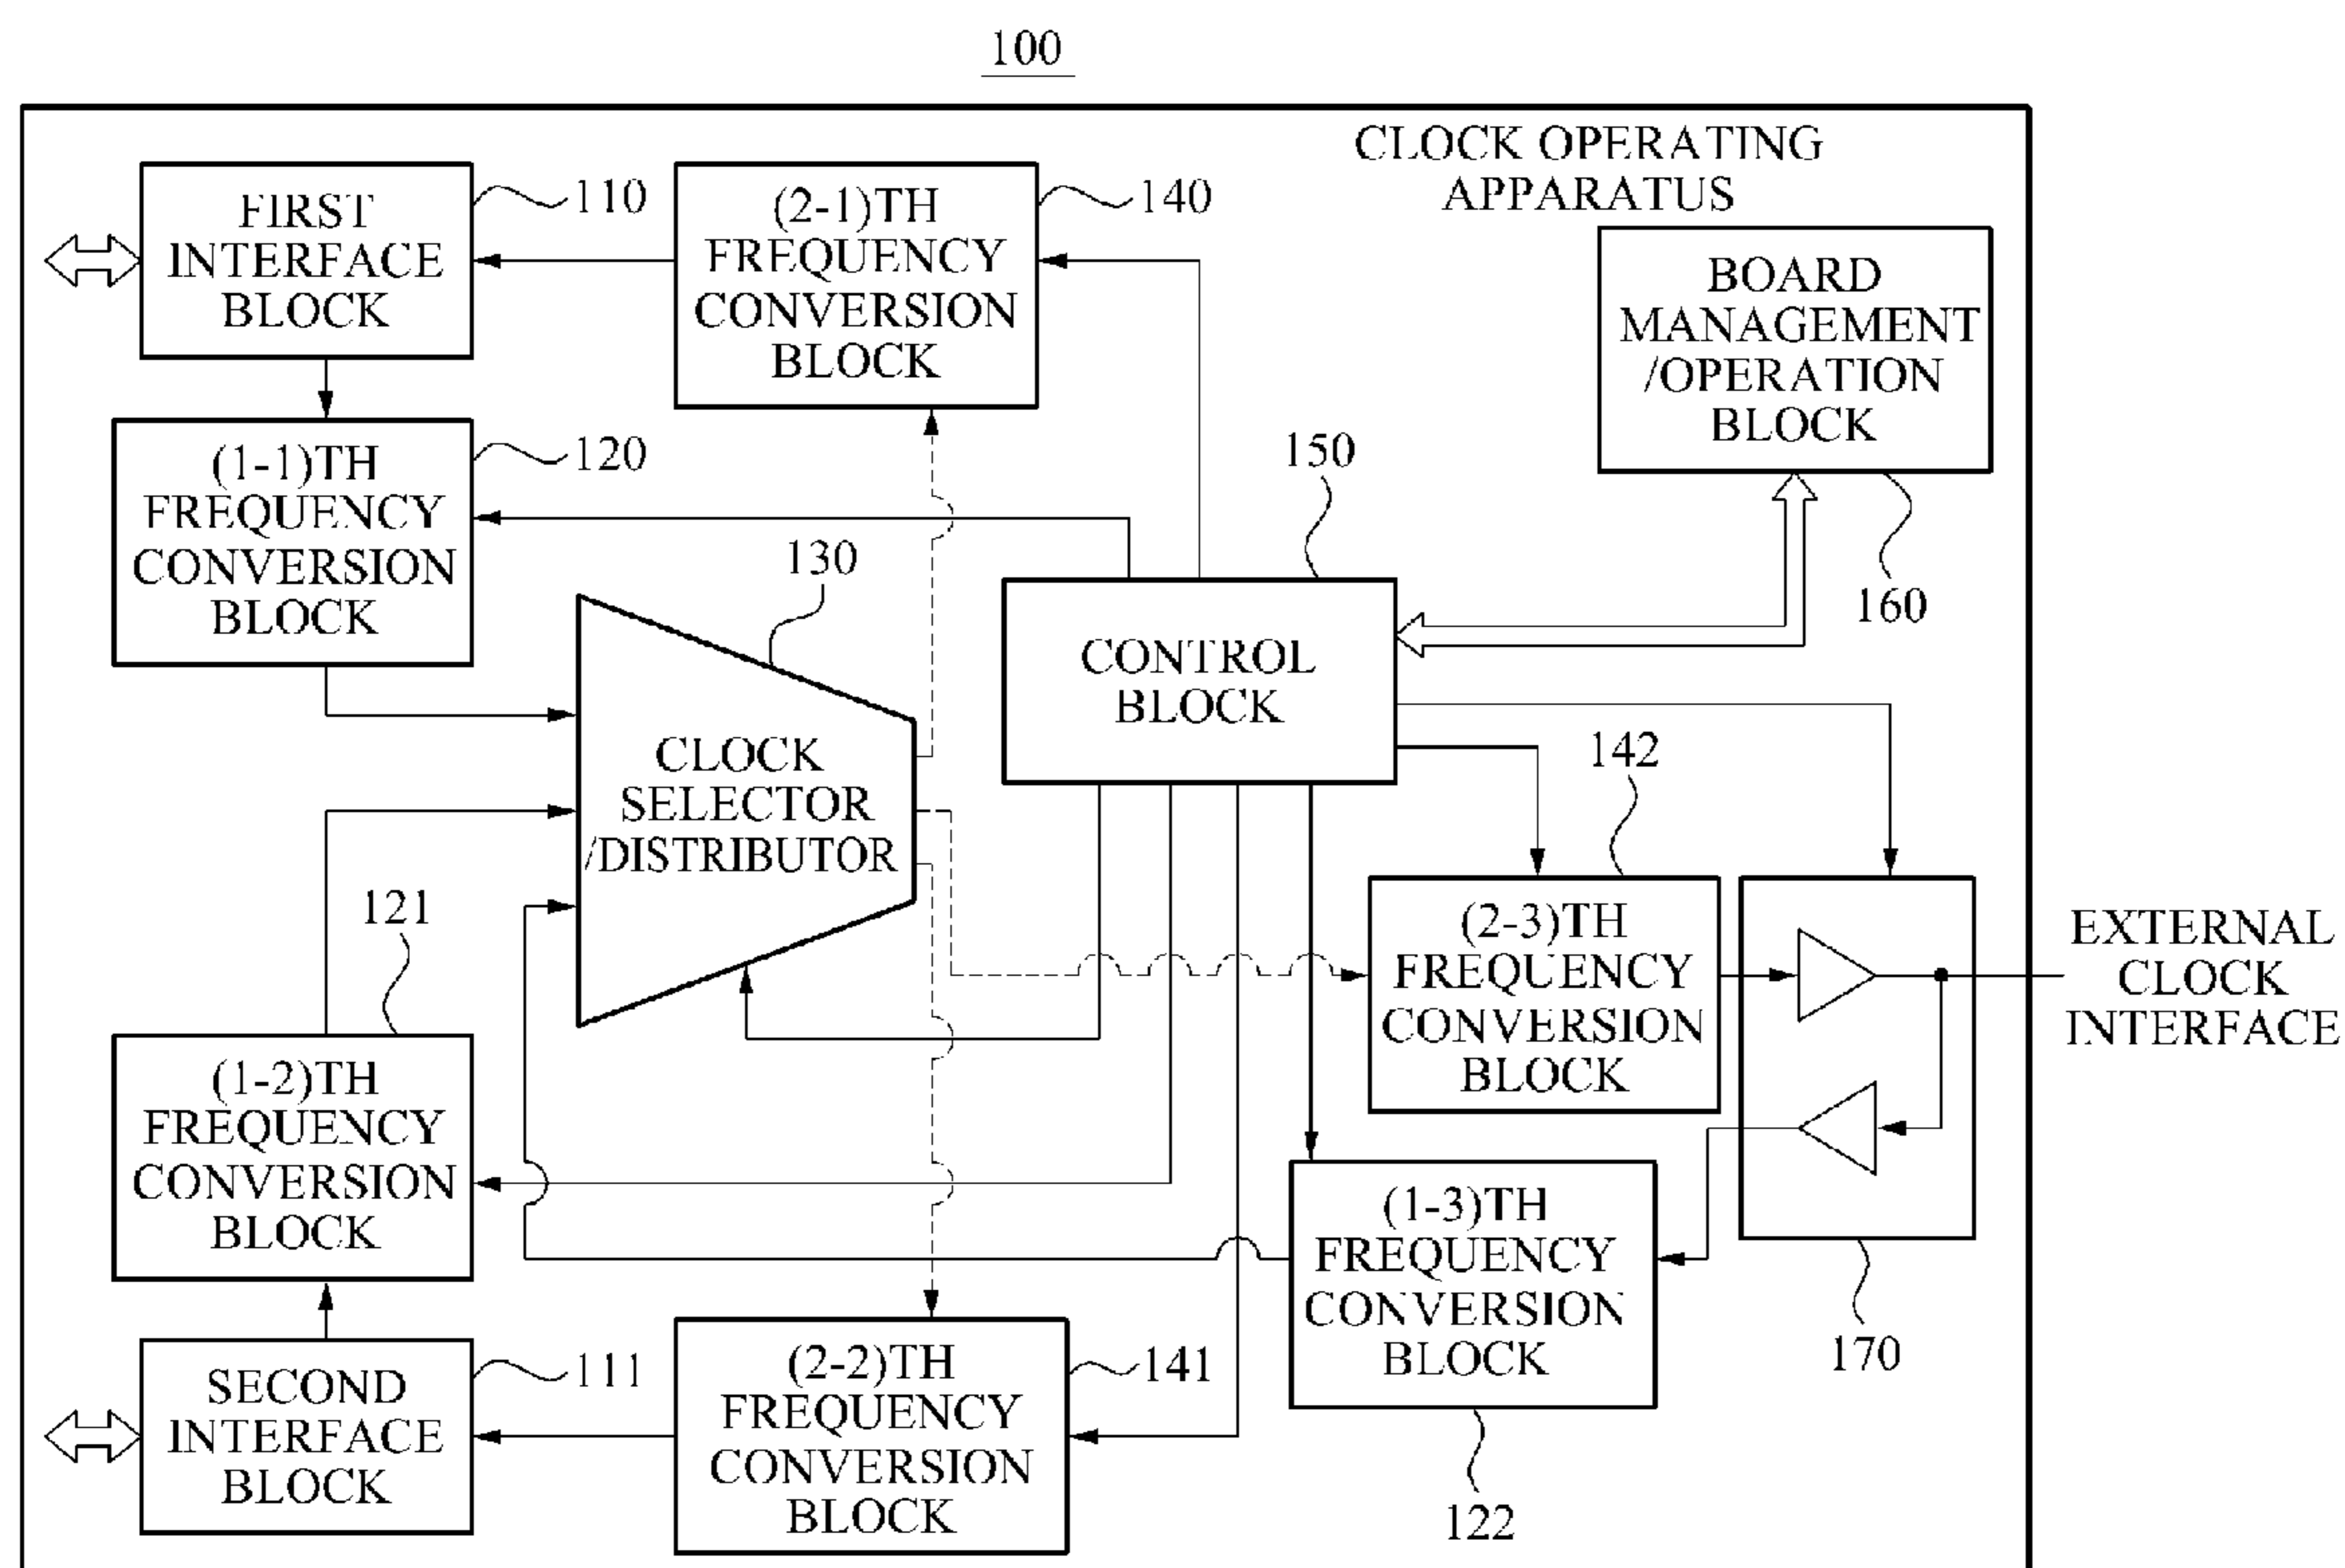 100
CLOCK OPERATING
APPARATUS
FIRST
INTERFACE
BLOCK
110
(2-1)TH
FREQUENCY
CONVERSION
BLOCK
140
BOARD
MANAGEMENT
/OPERATION
BLOCK
160
(1-1)TH
FREQUENCY
CONVERSION
BLOCK
120
130
150
CONTROL
BLOCK
CLOCK
SELECTOR
/DISTRIBUTOR
142
121
(2-3)TH
FREQUENCY
CONVERSION
BLOCK
EXTERNAL
CLOCK
INTERFACE
(1-2)TH
FREQUENCY
CONVERSION
BLOCK
(1-3)TH
FREQUENCY
CONVERSION
BLOCK
170
SECOND
INTERFACE
BLOCK
111
(2-2)TH
FREQUENCY
CONVERSION
BLOCK
141
122